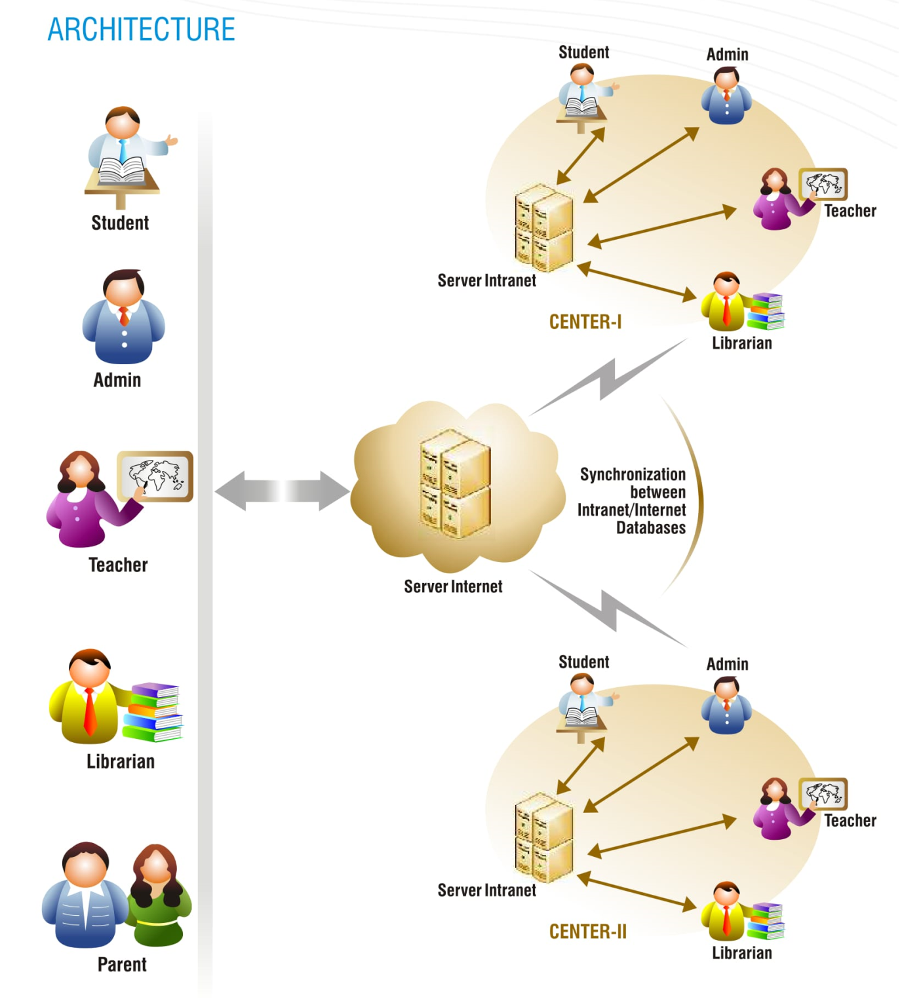 ARCHITECTURE
Student
Admin
Teacher
Librarian
Parent
Student
Admin
Teacher
Server Intranet
CENTER-I
Librarian
Server Internet
Synchronization
between
Intranet/Internet
Databases
Student
Admin
Teacher
Server Intranet
CENTER-II
Librarian